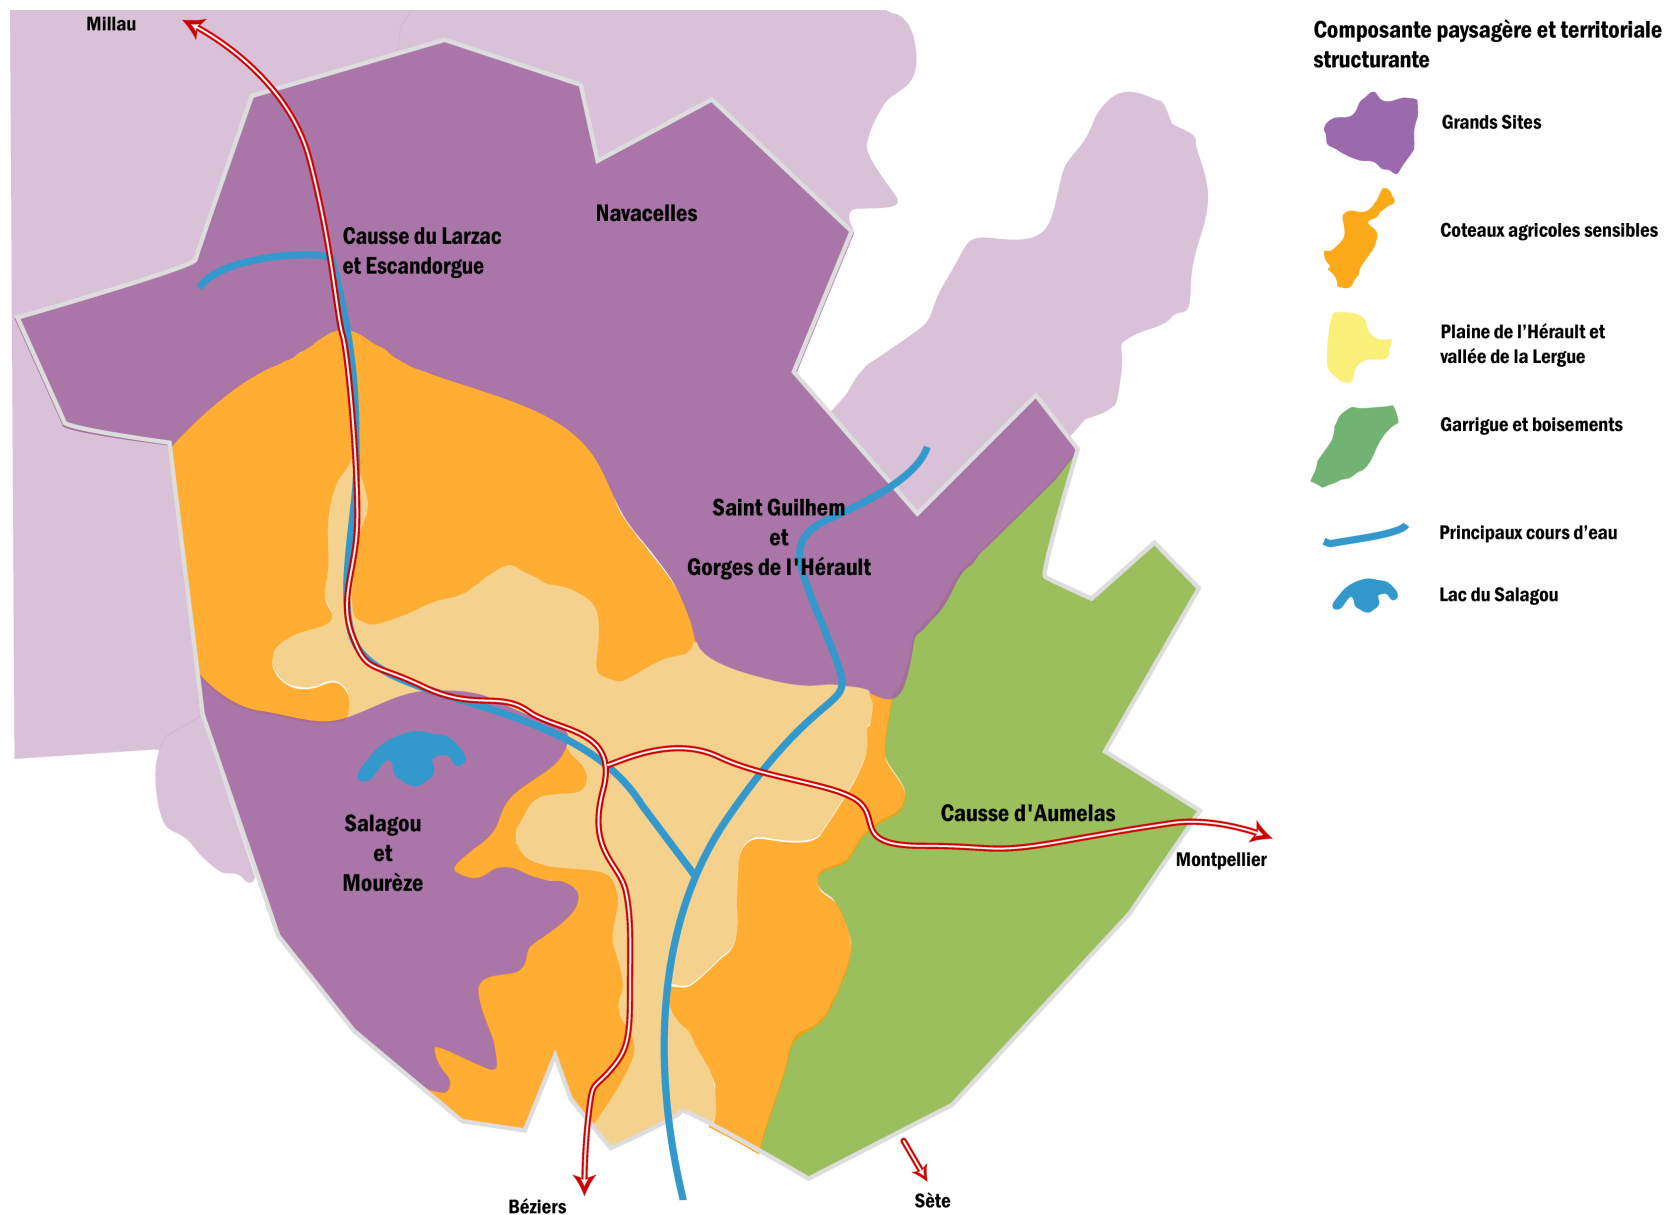 Millau
Causse du Larzac
et Escandorgue
Navacelles
Saint Guilhem
et
Gorges de l'Hérault
Salagou
et
Mourèze
Causse d'Aumelas
Montpellier
Béziers
Sète
Composante paysagère et territoriale
structurante
Grands Sites
Coteaux agricoles sensibles
Plaine de l'Hérault et
vallée de la Lergue
Garrigue et boisements
Principaux cours d'eau
Lac du Salagou